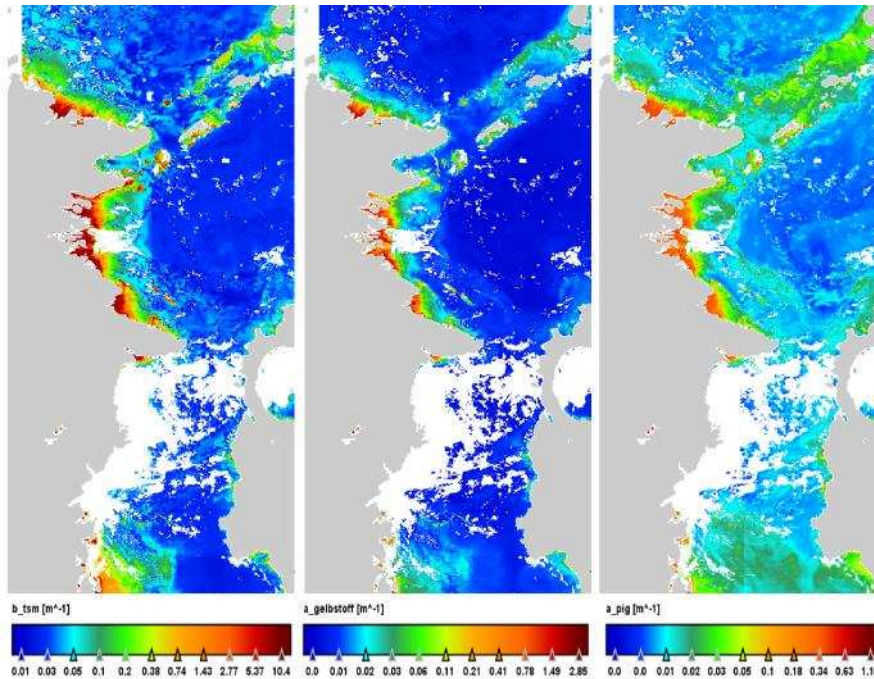 b_tsm [m^-1]
0.01 0.03 0.05 0.1 0.2 0.38 0.74 1.43 2.77 5.37 10.4
a_gelbstoff [m^-1]
0.0 0.0 0.02 0.03 0.06 0.11 0.21 0.41 0.78 1.49 2.85
a_pig [m^-1]
0.0 0.0 0.01 0.02 0.03 0.05 0.1 0.18 0.34 0.63